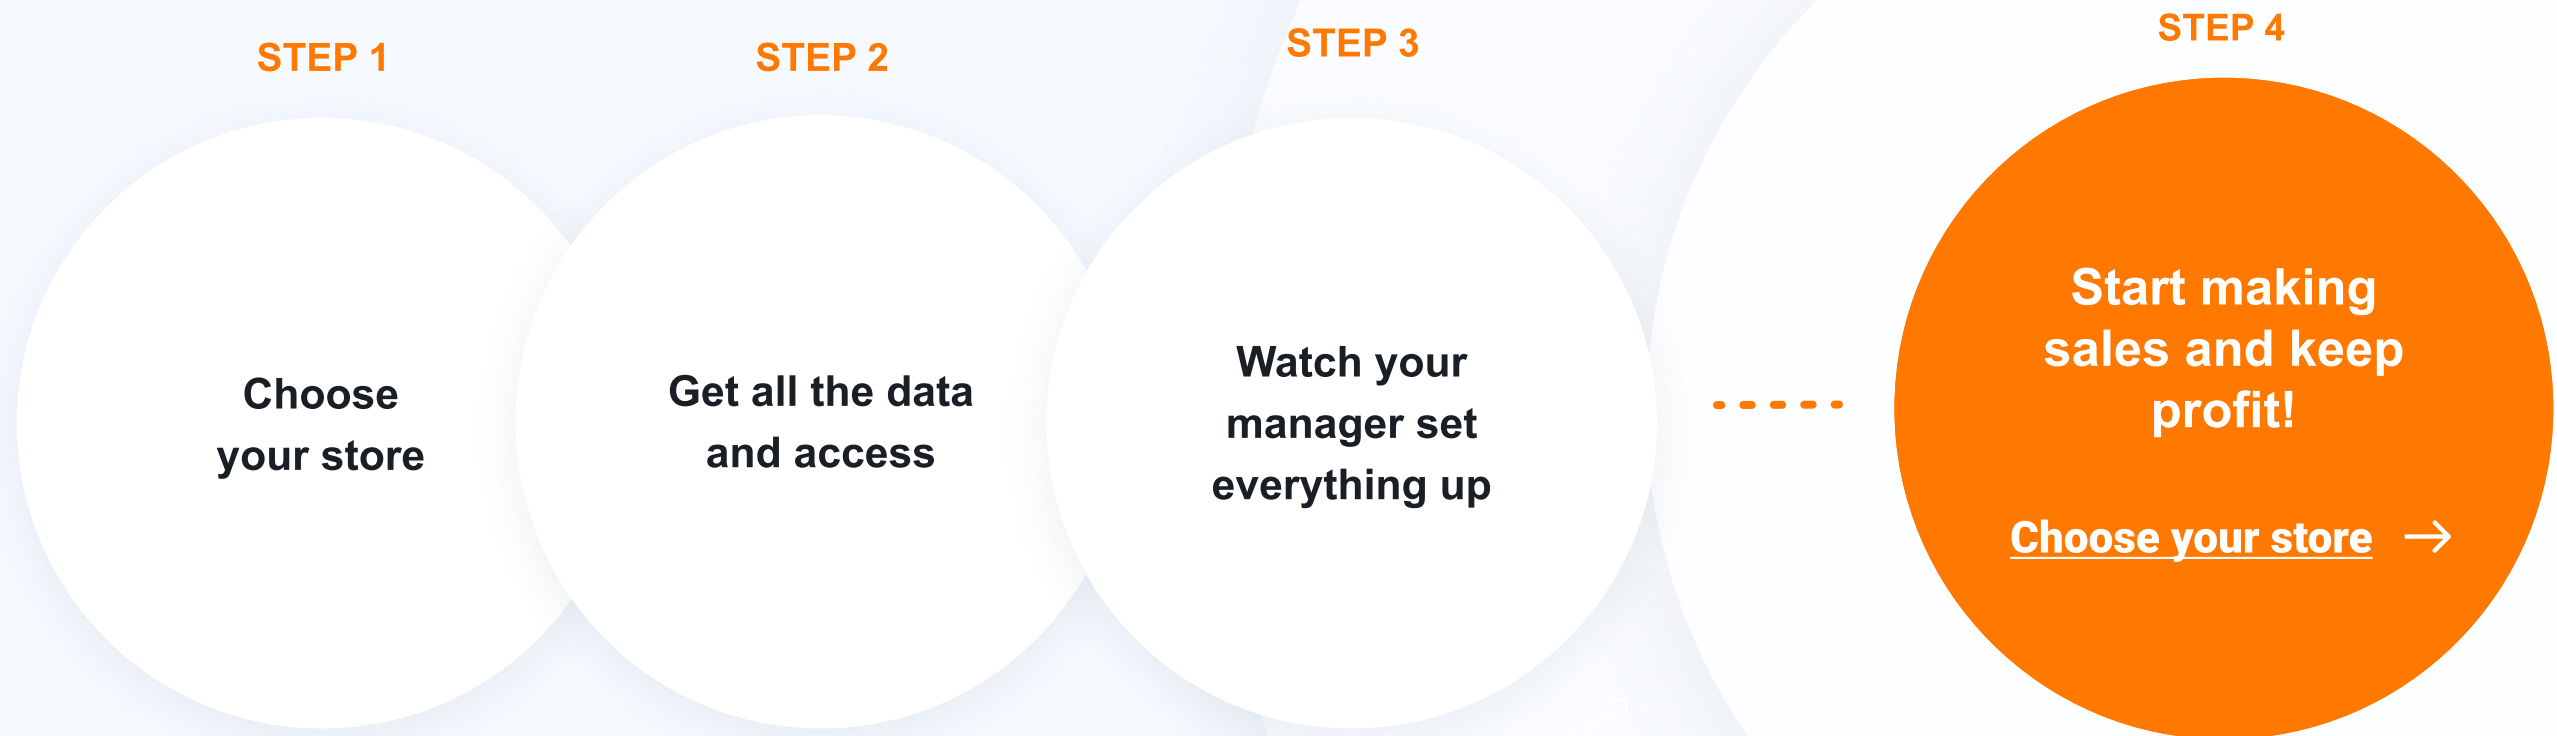 STEP 1
Choose
your store
STEP 2
Get all the data
and access
STEP 3
Watch your
manager set
everything up
STEP 4
Start making
sales and keep
profit!
Choose your store